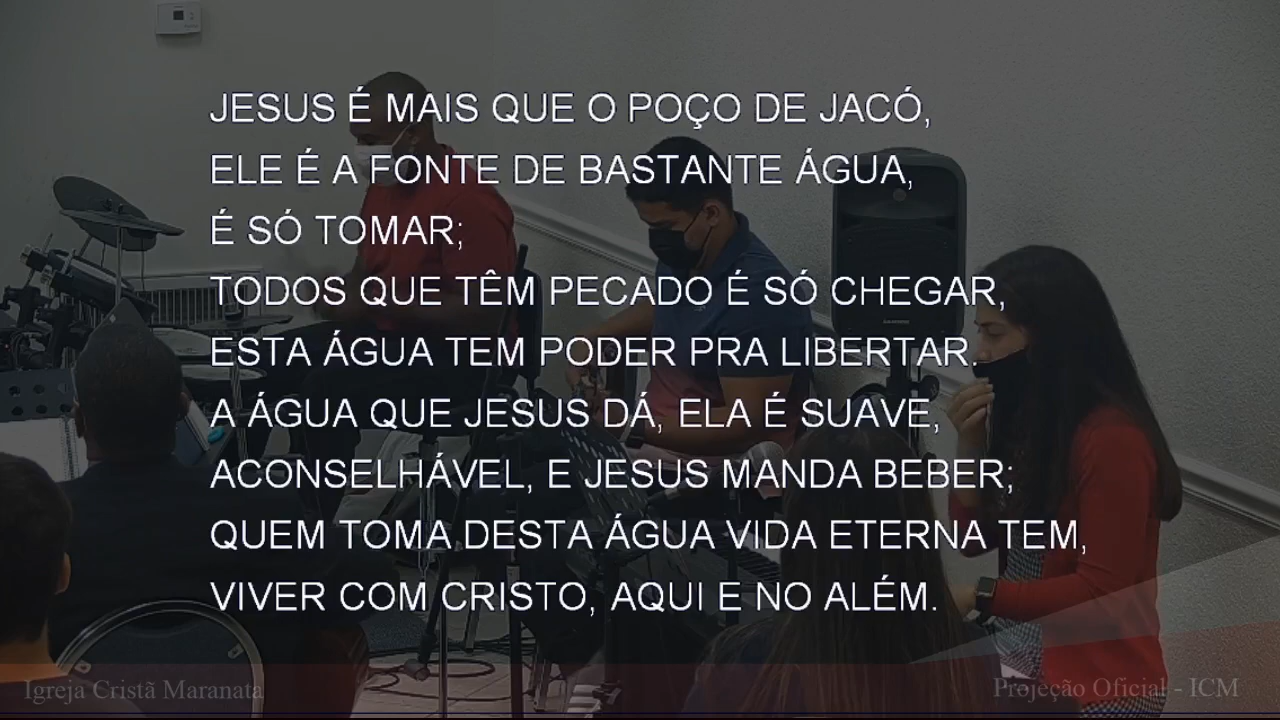 JESUS É MAIS QUE O POÇO DE JACÓ,
ELE É A FONTE DE BASTANTE ÁGUA,
É SÓ TOMAR;
TODOS QUE TÊM PECADO É SÓ CHEGAR,
ESTA ÁGUA TEM PODER PRA LIBERTAR.
A ÁGUA QUE JESUS DÁ, ELA É SUAVE,
ACONSELHÁVEL, E JESUS MANDA BEBER;
QUEM TOMA DESTA ÁGUA VIDA ETERNA TEM,
VIVER COM CRISTO, AQUI E NO ALÉM.
Igreja Cristã Maranata
Projeção Oficial - ICM